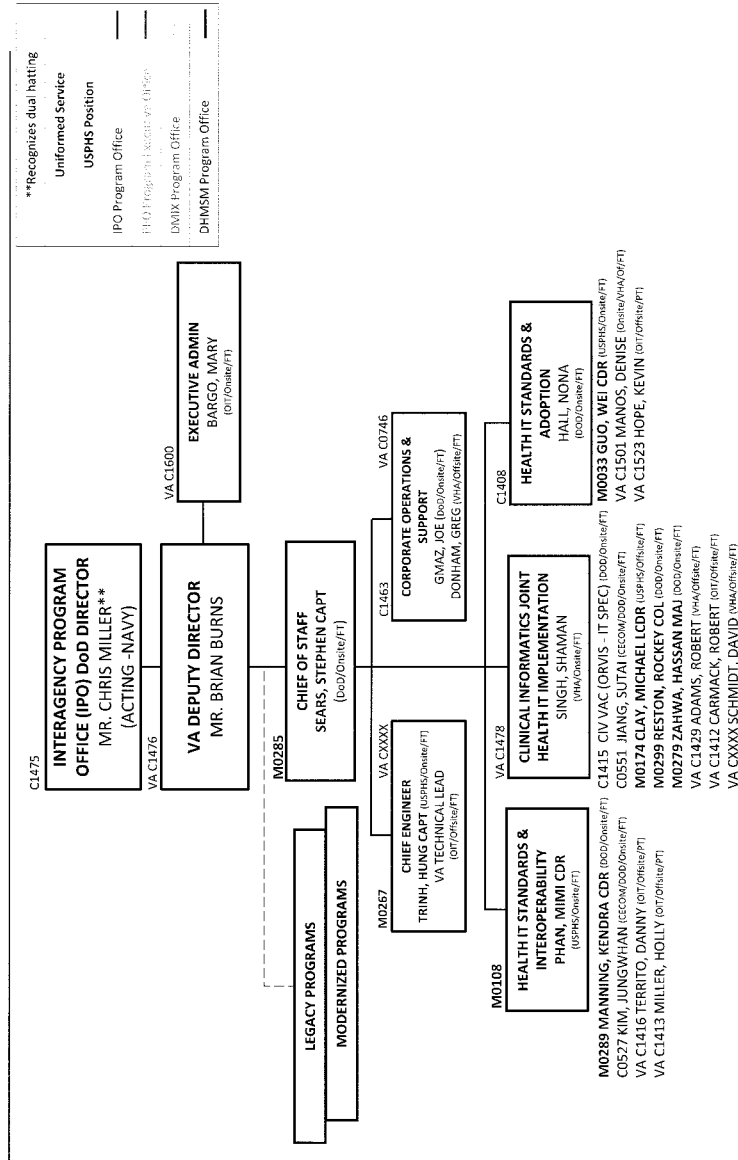 **Recognizes dual hatting
Uniformed Service
USPHS Position
IPO Program Office
PEO Program Executive Office
DMIX Program Office
DHMSM Program Office
C1475
INTERAGENCY PROGRAM
OFFICE (IPO) DoD DIRECTOR
MR. CHRIS MILLER**
(ACTING -NAVY)
VA C1476
VA DEPUTY DIRECTOR
MR. BRIAN BURNS
VA C1600
EXECUTIVE ADMIN
BARGO, MARY
(OIT/Onsite/FT)
LEGACY PROGRAMS
MODERNIZED PROGRAMS
M0285
CHIEF OF STAFF
SEARS, STEPHEN CAPT
(DoD/Onsite/FT)
M0267
VA CXXXX
CHIEF ENGINEER
TRINH, HUNG CAPT (USPHS/Onsite/FT)
VA TECHNICAL LEAD
(OIT/Offsite/FT)
C1463
VA C0746
CORPORATE OPERATIONS &
SUPPORT
GMAZ, JOE (DoD/Onsite/FT)
DONHAM, GREG (VHA/Offsite/FT)
M0108
HEALTH IT STANDARDS &
INTEROPERABILITY
PHAN, MIMI CDR
(USPHS/Onsite/FT)
M0289 MANNING, KENDRA CDR (DOD/Onsite/FT)
C0527 KIM, JUNGWHAN (CECOM/DOD/Onsite/FT)
VA C1416 TERRITO, DANNY (OIT/Offsite/PT)
VA C1413 MILLER, HOLLY (OIT/Offsite/PT)
VA C1478
CLINICAL INFORMATICS JOINT
HEALTH IT IMPLEMENTATION
SINGH, SHAMAN
(VHA/Onsite/FT)
C1415 CIV VAC (ORVIS - IT SPEC) (DOD/Onsite/FT)
C0551 JIANG, SUTAI (CECOM/DOD/Onsite/FT)
M0174 CLAY, MICHAEL LCDR (USPHS/Offsite/FT)
M0299 RESTON, ROCKEY COL (DOD/Onsite/FT)
M0279 ZAHWA, HASSAN MAJ (DOD/Onsite/FT)
VA C1429 ADAMS, ROBERT (VHA/Offsite/FT)
VA C1412 CARMACK, ROBERT (OIT/Offsite/FT)
VA CXXXX SCHMIDT, DAVID (VHA/Offsite/FT)
C1408
HEALTH IT STANDARDS &
ADOPTION
HALL, NONA
(DOD/Onsite/FT)
M0033 GUO, WEI CDR (USPHS/Onsite/FT)
VA C1501 MANOS, DENISE (Onsite/VHA/Of/FT)
VA C1523 HOPE, KEVIN (OIT/Offsite/PT)